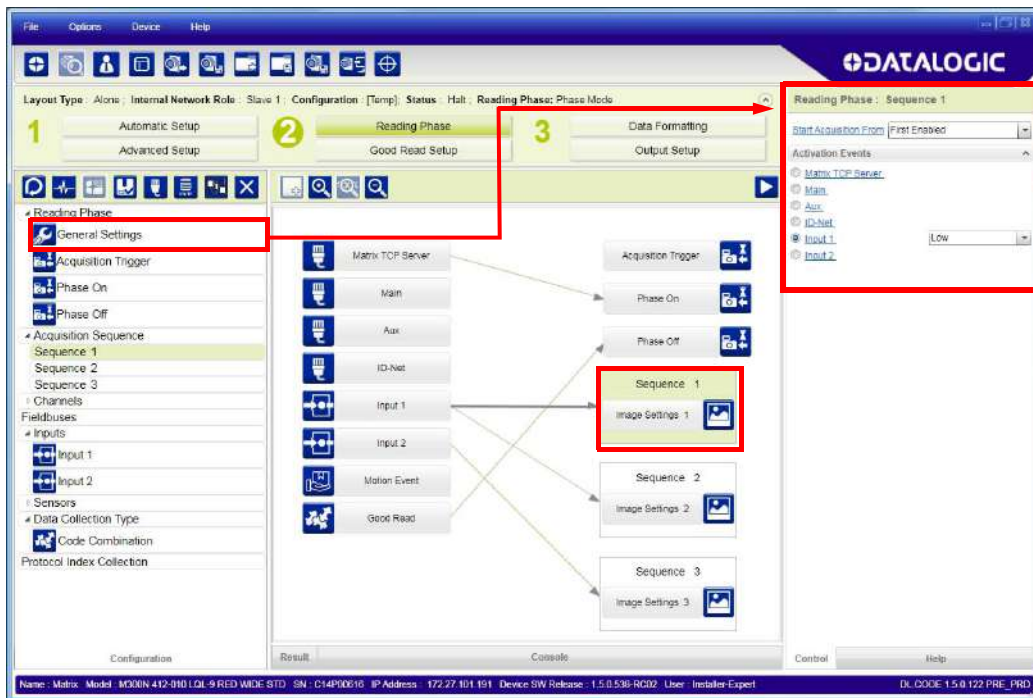 File Options Device Help
DATALOGIC
Layout Type : Alone ; Internal Network Role : Slave 1 ; Configuration : [Temp]; Status : Halt ; Reading Phase: Phase Mode
1 Automatic Setup
Advanced Setup
2 Reading Phase
Good Read Setup
3 Data Formatting
Output Setup
Reading Phase
General Settings
Acquisition Trigger
Phase On
Phase Off
Acquisition Sequence
Sequence 1
Sequence 2
Sequence 3
Channels
Fieldbuses
Inputs
Input 1
Input 2
Sensors
Data Collection Type
Code Combination
Protocol Index Collection
Configuration
Matrix TCP Server
Main
Aux
ID-Net
Input 1
Input 2
Motion Event
Good Read
Acquisition Trigger
Phase On
Phase Off
Sequence 1
Image Settings 1
Sequence 2
Image Settings 2
Sequence 3
Image Settings 3
Result Console
Reading Phase : Sequence 1
Start Acquisition From First Enabled
Activation Events
Matrix TCP Server
Main
Aux
ID-Net
Input 1 Low
Input 2
Control Help
Name : Matrix Model : M300N 412-010 LQL-9 RED WIDE STD SN : C14P00616 IP Address : 172.27.101.191 Device SW Release : 1.5.0.536-RC02 User : Installer-Expert DL.CODE 1.5.0.122 PRE_PRD